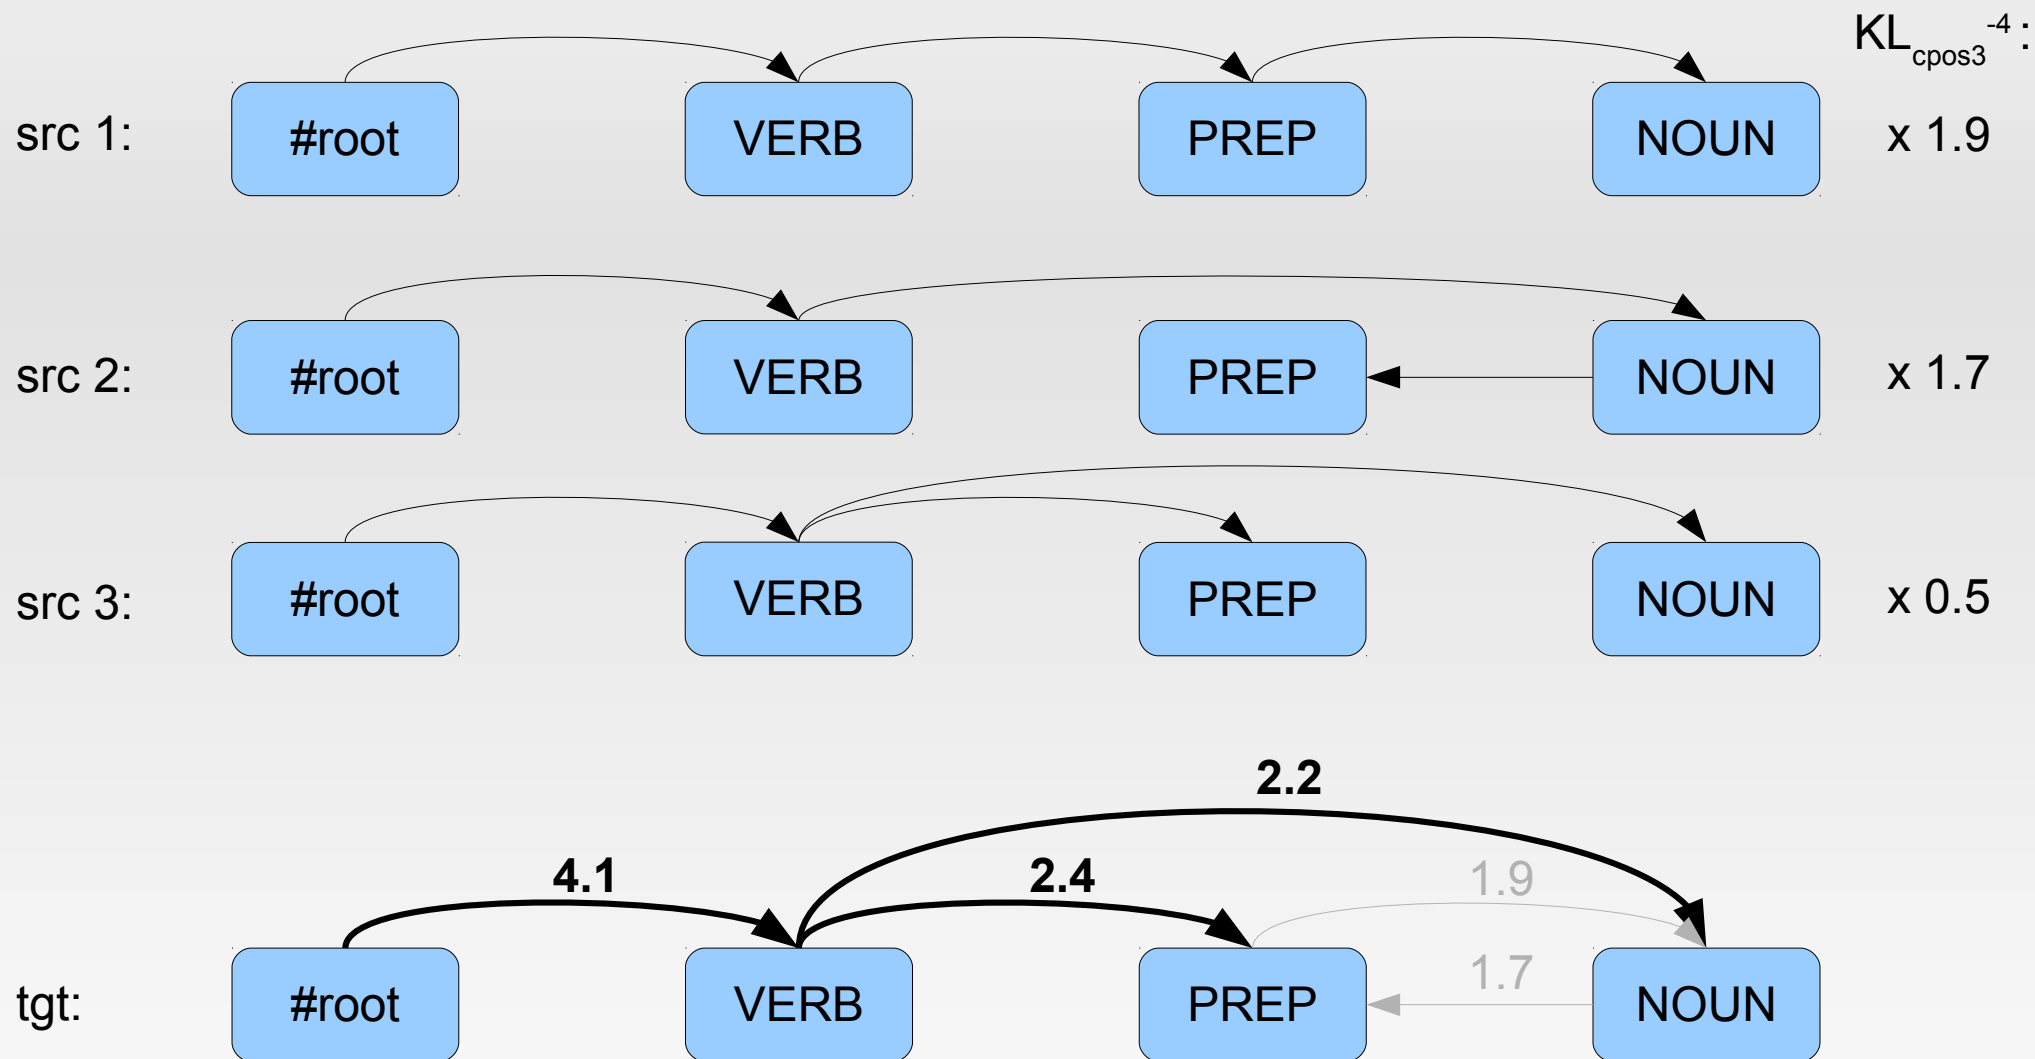 KLcpos3-4 :
src 1: #root VERB PREP NOUN x 1.9
src 2: #root VERB PREP NOUN x 1.7
src 3: #root VERB PREP NOUN x 0.5
2.2
4.1 2.4 1.9
1.7
tgt: #root VERB PREP NOUN